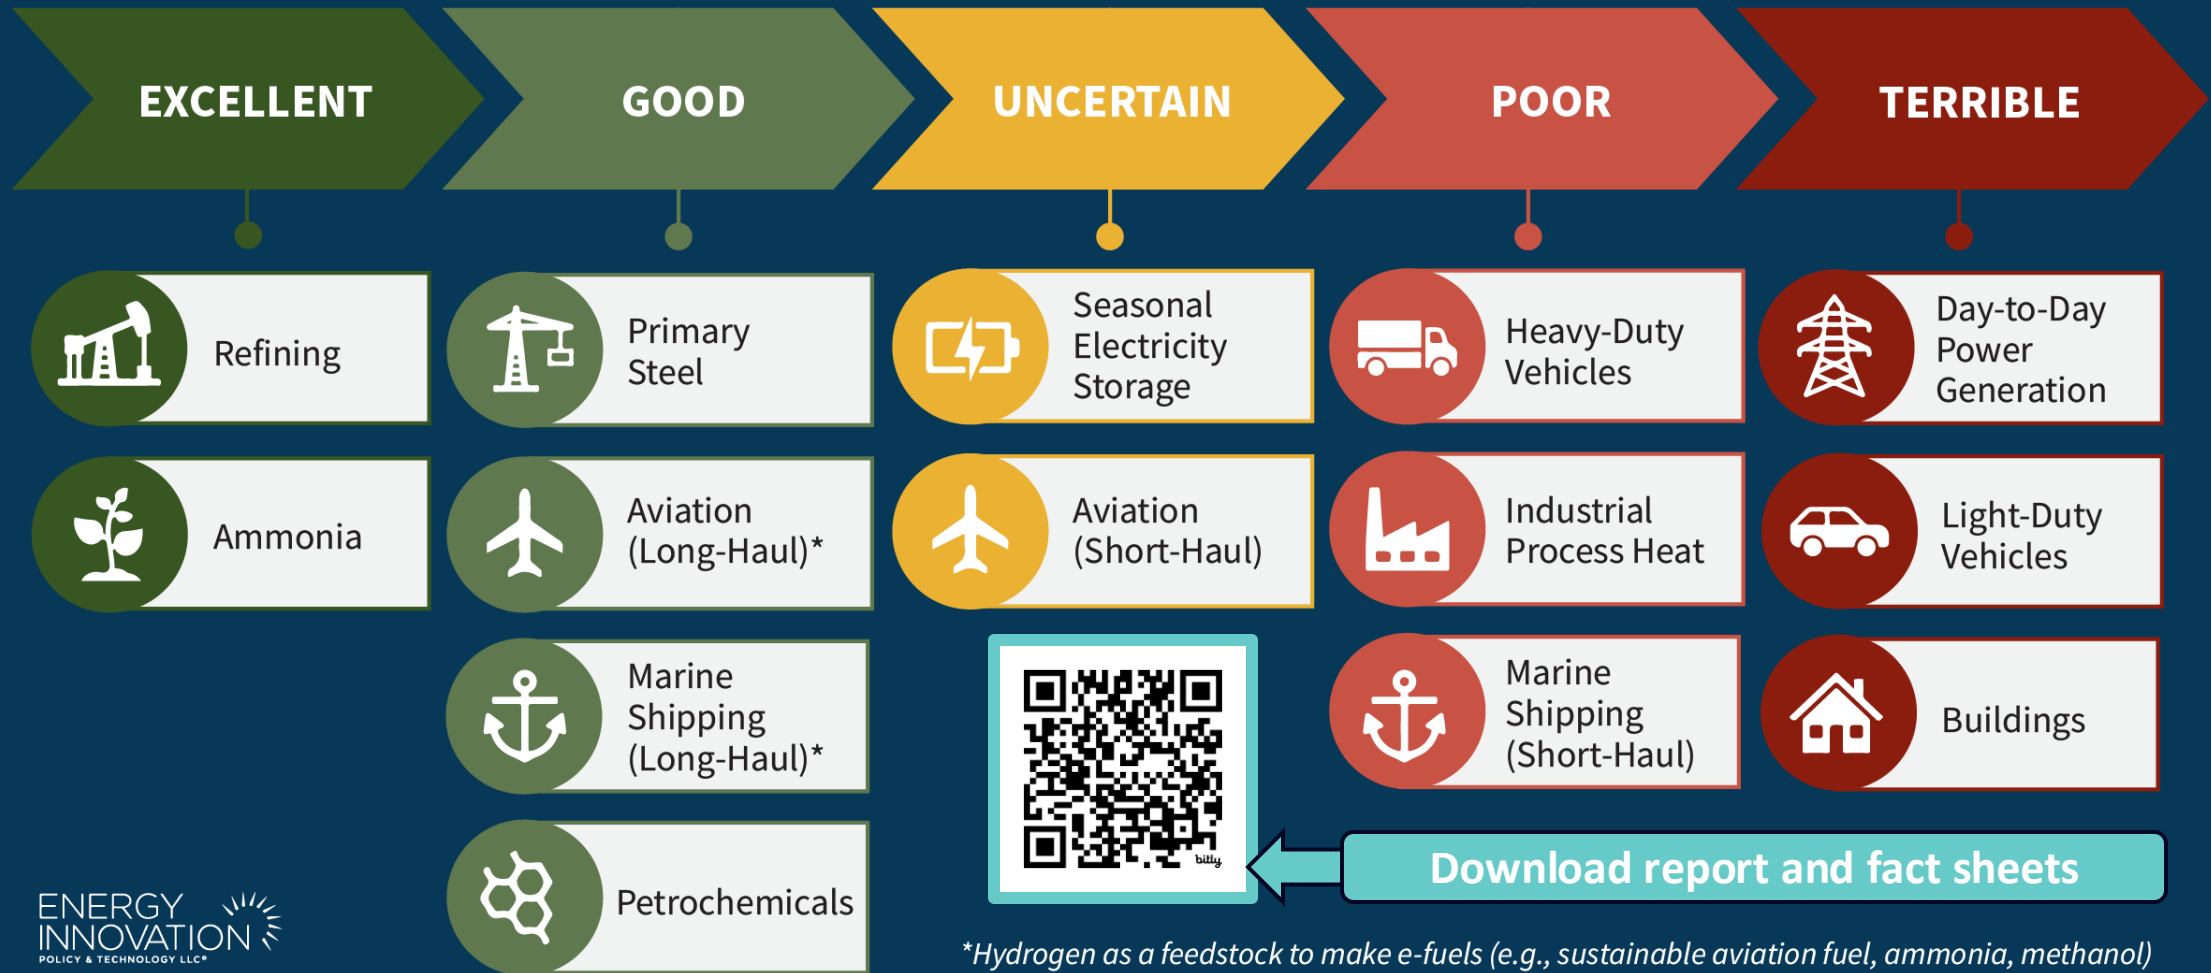 EXCELLENT
GOOD
UNCERTAIN
POOR
TERRIBLE
Refining
Ammonia
Primary
Steel
Aviation
(Long-Haul)*
Marine
Shipping
(Long-Haul)*
Petrochemicals
Seasonal
Electricity
Storage
Aviation
(Short-Haul)
Heavy-Duty
Vehicles
Industrial
Process Heat
Marine
Shipping
(Short-Haul)
Day-to-Day
Power
Generation
Light-Duty
Vehicles
Buildings
bitly
Download report and fact sheets
ENERGY
INNOVATION
POLICY & TECHNOLOGY LLC®
*Hydrogen as a feedstock to make e-fuels (e.g., sustainable aviation fuel, ammonia, methanol)